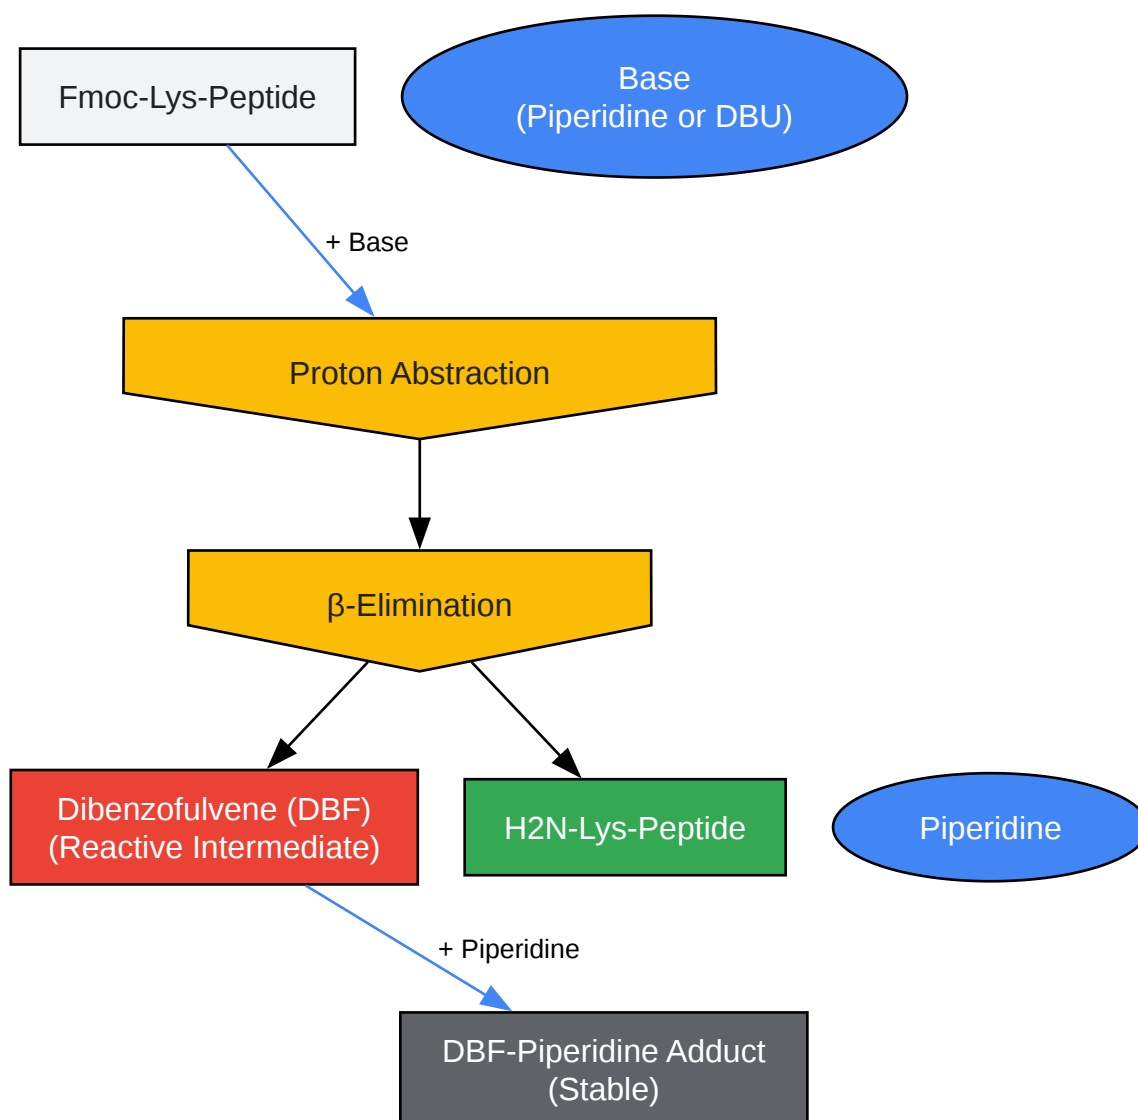 Fmoc-Lys-Peptide
Base
(Piperidine or DBU)
+ Base
Proton Abstraction
β-Elimination
Dibenzofulvene (DBF)
(Reactive Intermediate)
H2N-Lys-Peptide
Piperidine
+ Piperidine
DBF-Piperidine Adduct
(Stable)